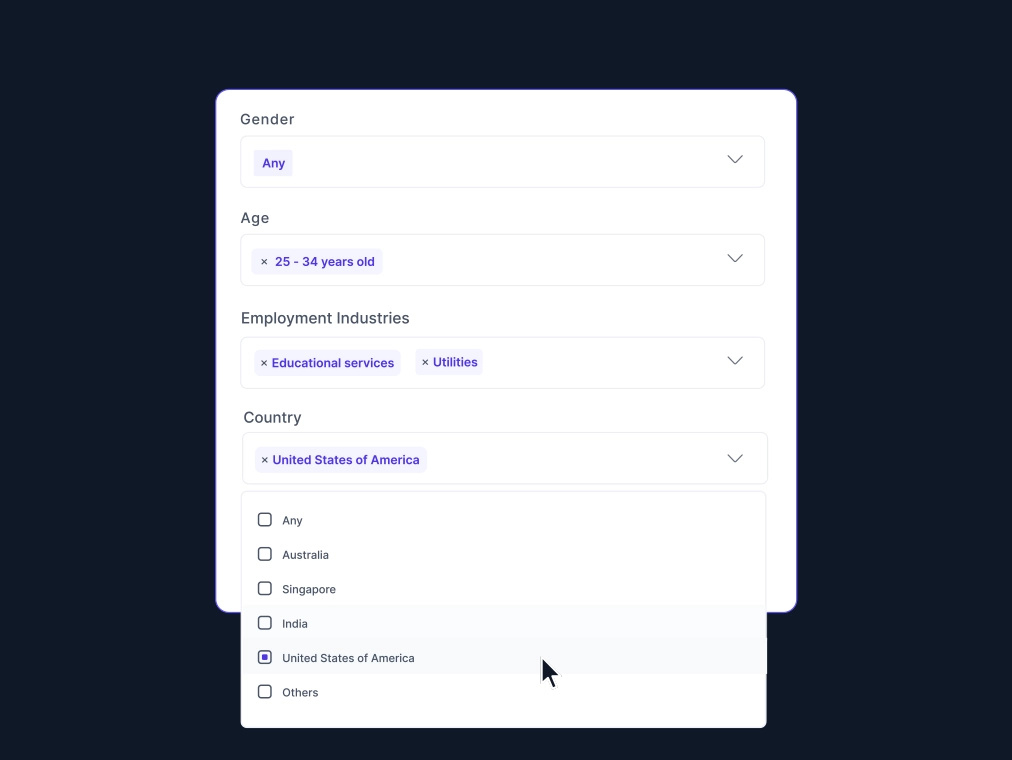 Gender
Any
Age
× 25 - 34 years old
Employment Industries
× Educational services × Utilities
Country
× United States of America
Any
Australia
Singapore
India
United States of America
Others